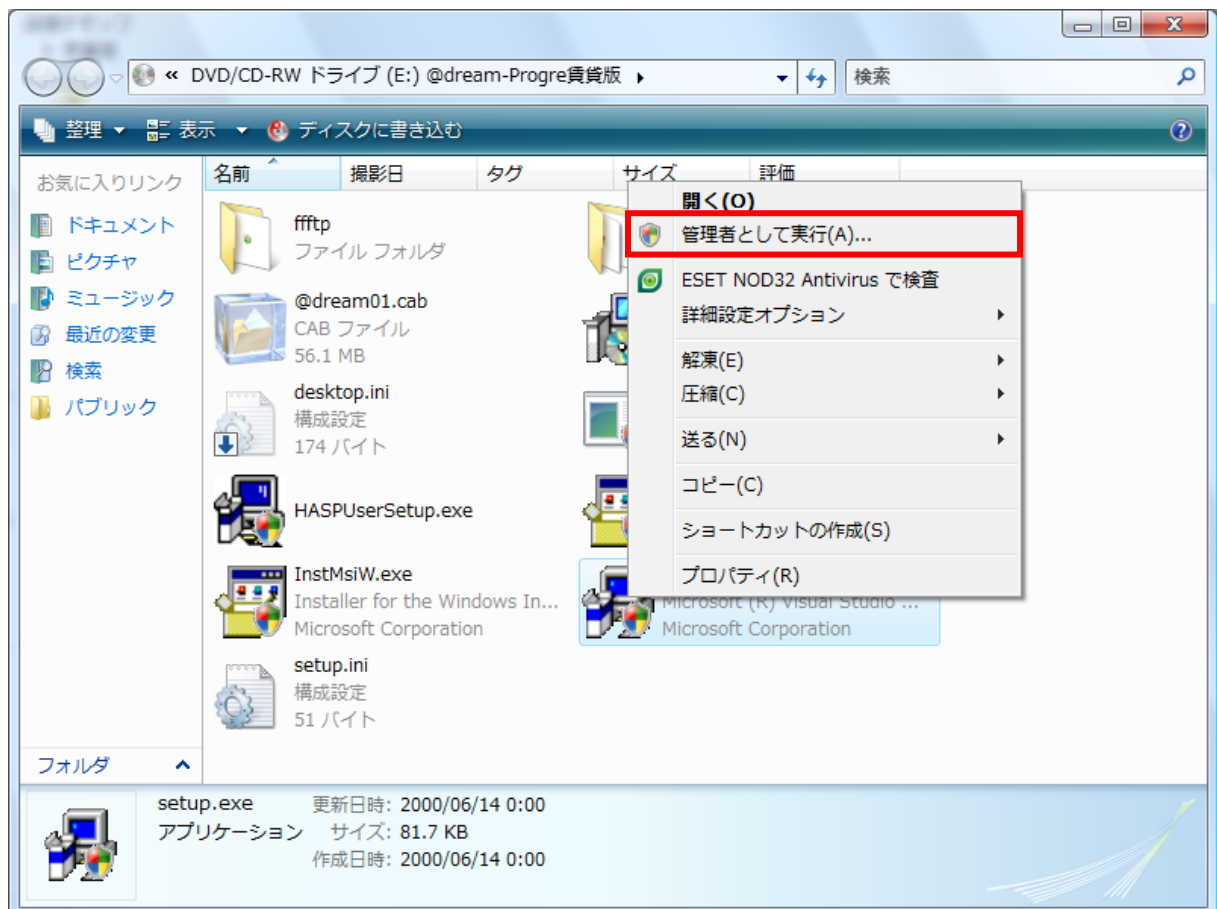 « DVD/CD-RW ドライブ (E:) @dream-Progre賃貸版
検索
整理
表示
ディスクに書き込む
お気に入りリンク
ドキュメント
ピクチャ
ミュージック
最近の変更
検索
パブリック
フォルダ
名前
撮影日
タグ
サイズ
評価
ffftp
ファイル フォルダ
@dream01.cab
CAB ファイル
56.1 MB
desktop.ini
構成設定
174 バイト
HASPUserSetup.exe
InstMsiW.exe
Installer for the Windows In...
Microsoft Corporation
setup.ini
構成設定
51 バイト
Microsoft (R) Visual Studio ...
Microsoft Corporation
開く(O)
管理者として実行(A)...
ESET NOD32 Antivirus で検査
詳細設定オプション
解凍(E)
圧縮(C)
送る(N)
コピー(C)
ショートカットの作成(S)
プロパティ(R)
setup.exe 更新日時: 2000/06/14 0:00
アプリケーション サイズ: 81.7 KB
作成日時: 2000/06/14 0:00